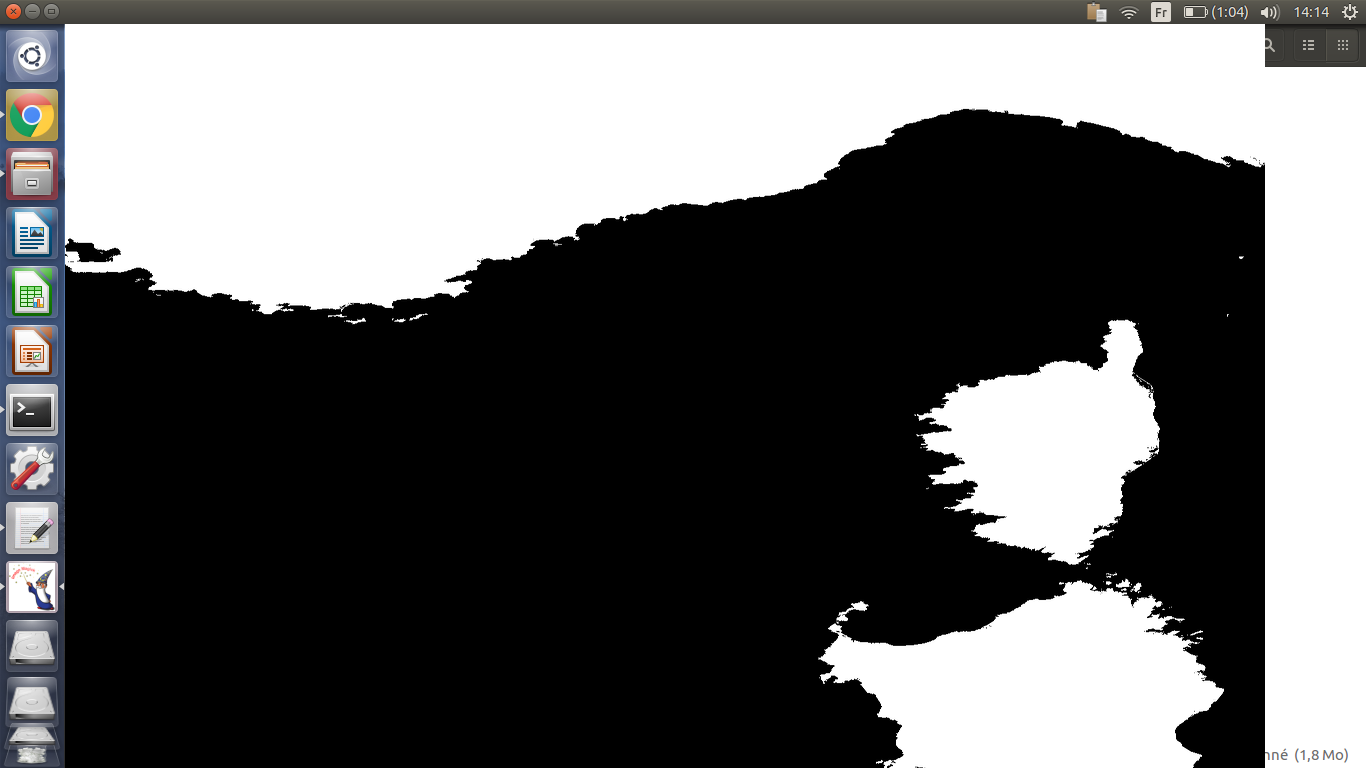 Fr (1:04) 14:14
>_
nné (1,8 Mo)